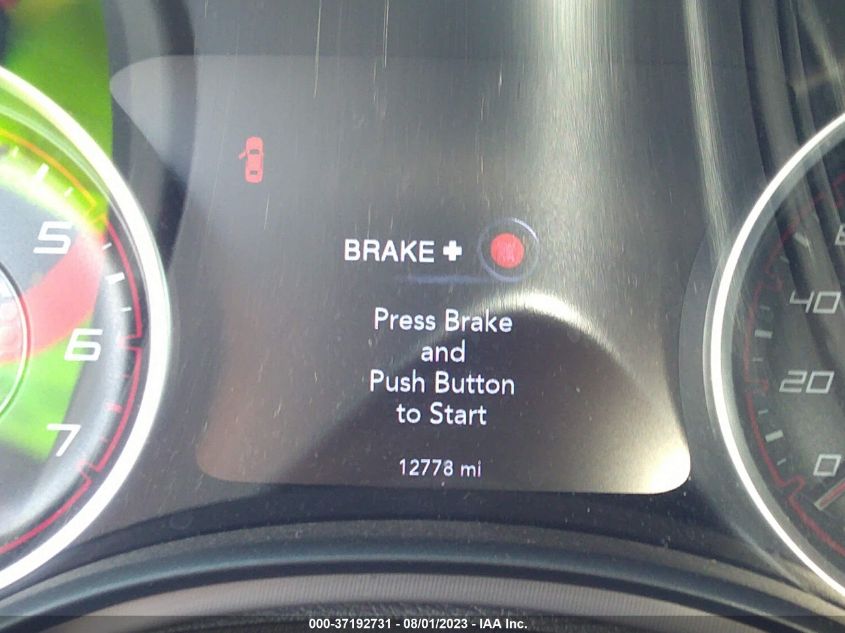 BRAKE +
Press Brake
and
Push Button
to Start
12778 mi
5
6
7
40
20
0
000-37192731 - 08/01/2023 - IAA Inc.